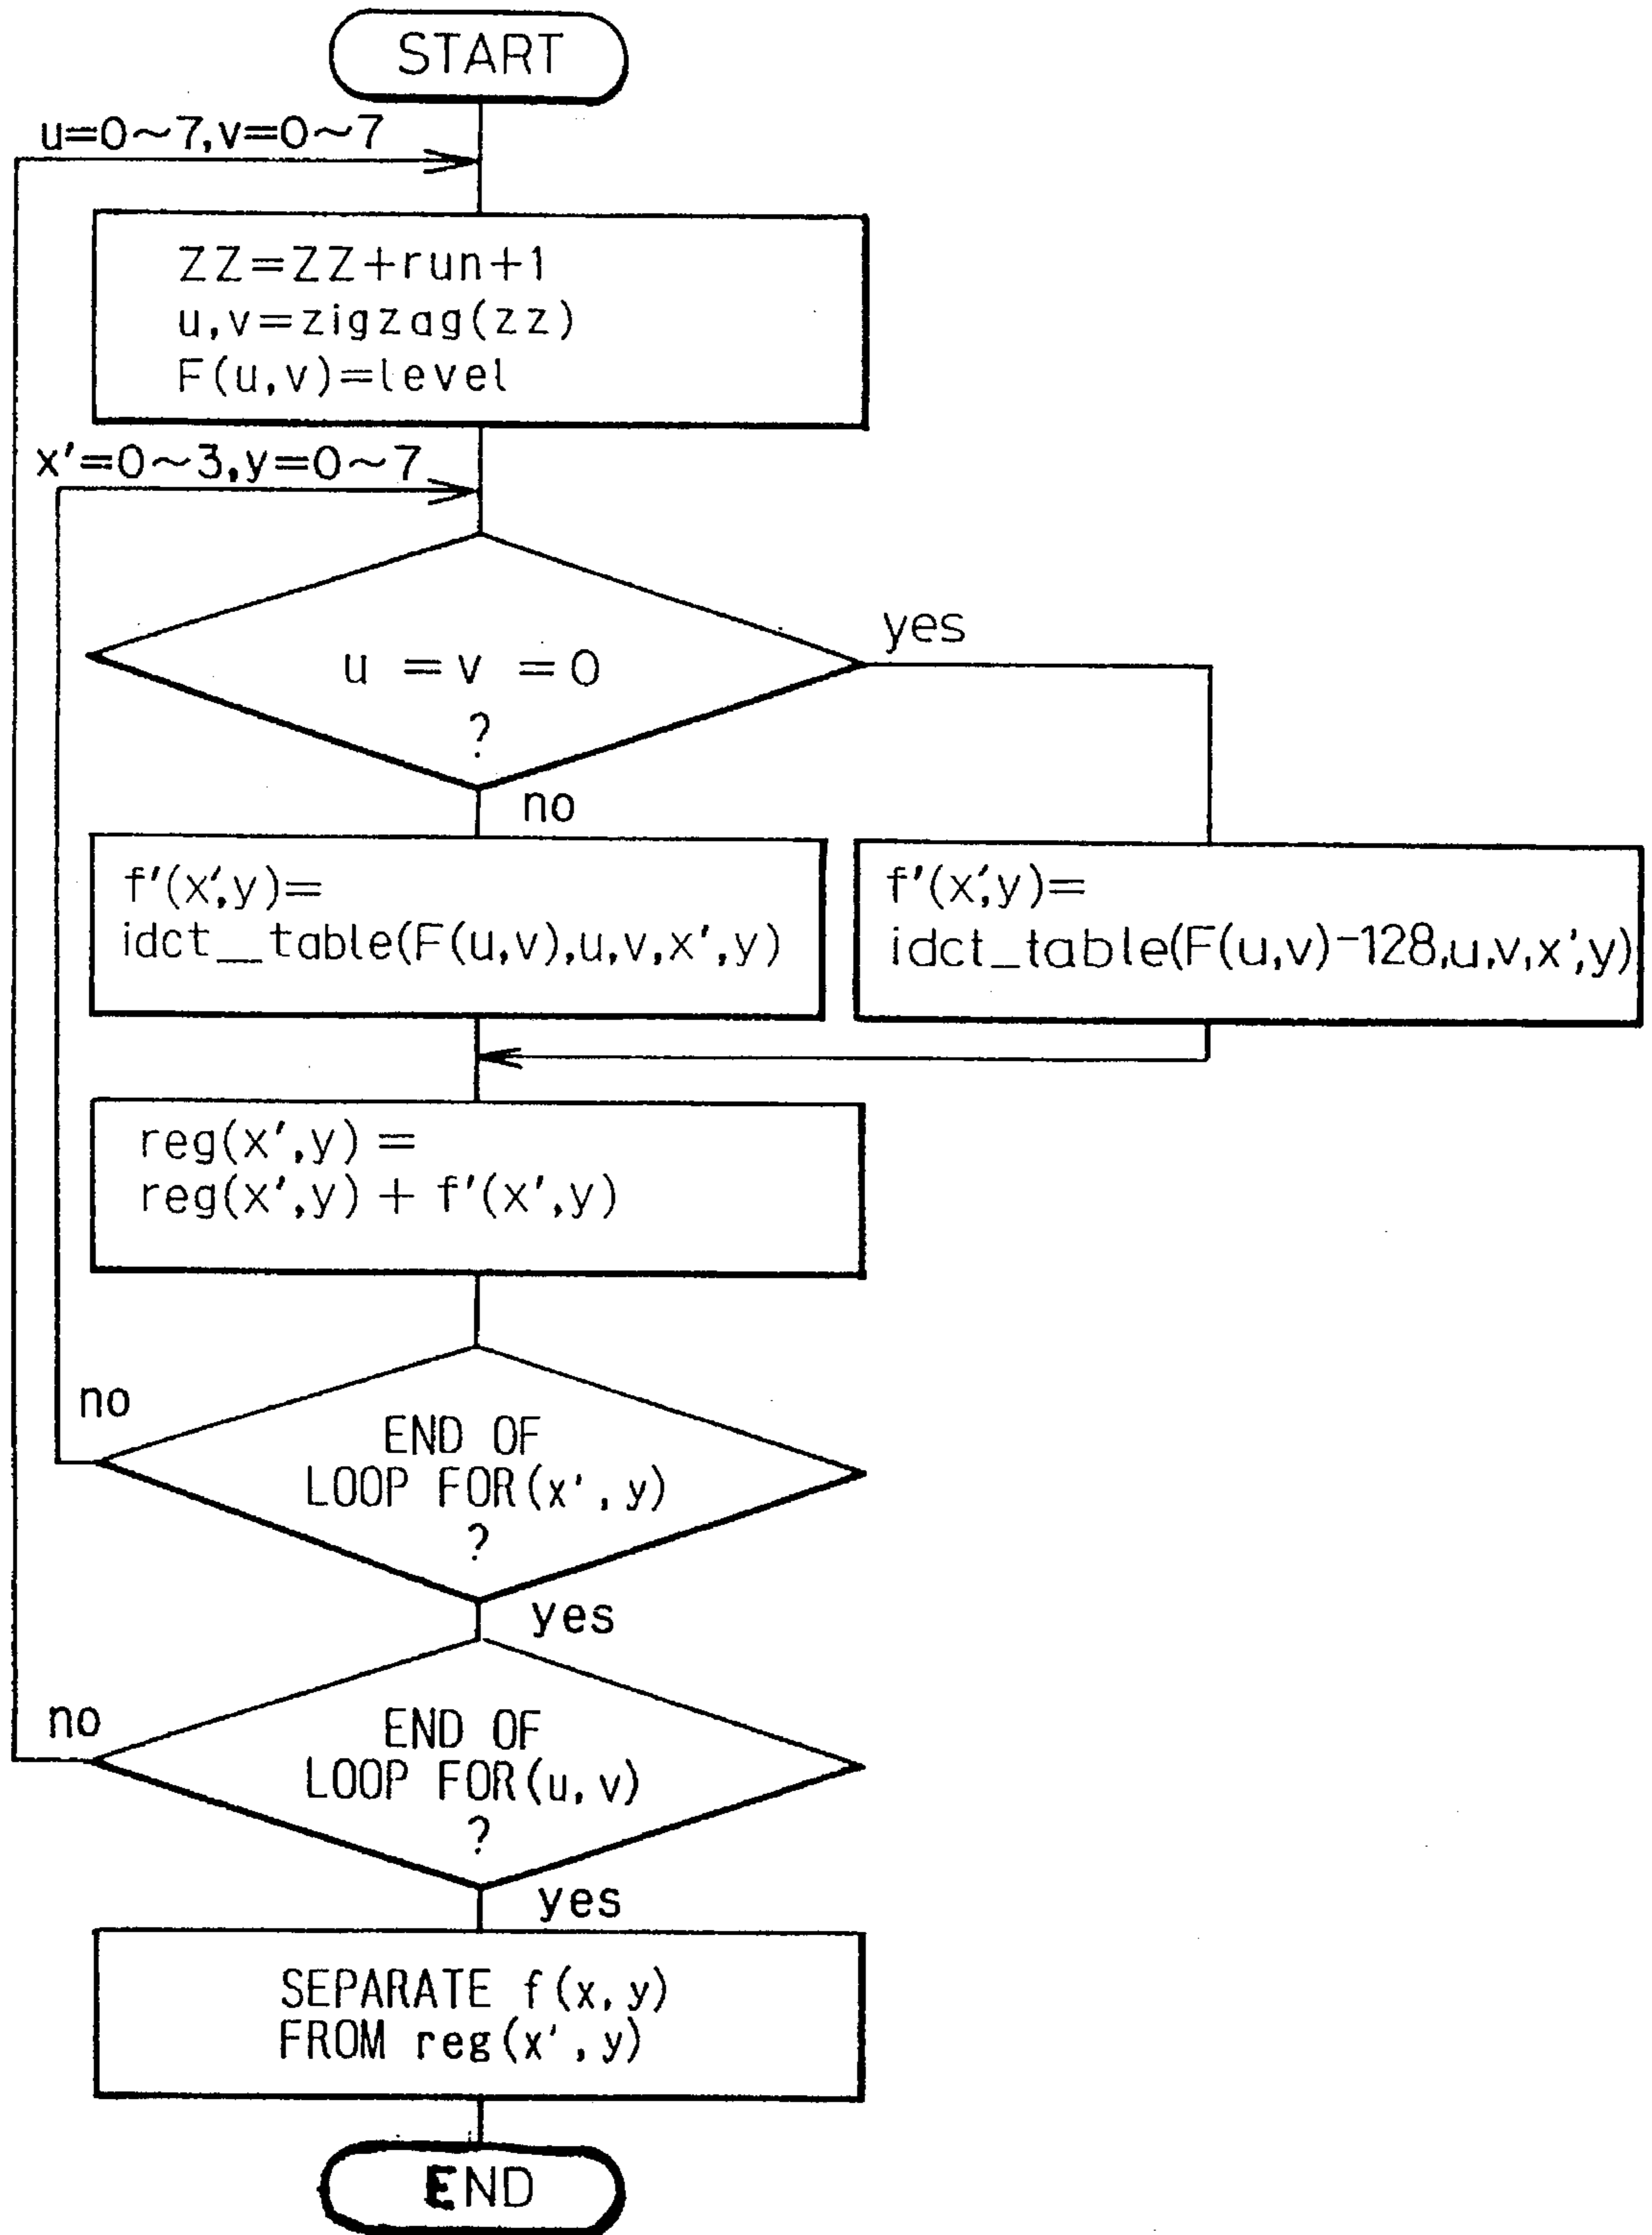 START
u=0~7,v=0~7
ZZ=ZZ+run+1
u,v=zigzag(zz)
F(u,v)=level
x'=0~3,y=0~7
u = v = 0
?
yes
no
f'(x',y)=
idct__table(F(u,v),u,v,x',y)
f'(x',y)=
idct_table(F(u,v)-128,u,v,x',y)
reg(x',y) =
reg(x',y) + f'(x',y)
no
END OF
LOOP FOR(x',y)
?
yes
no
END OF
LOOP FOR(u,v)
?
yes
SEPARATE f(x,y)
FROM reg(x',y)
END